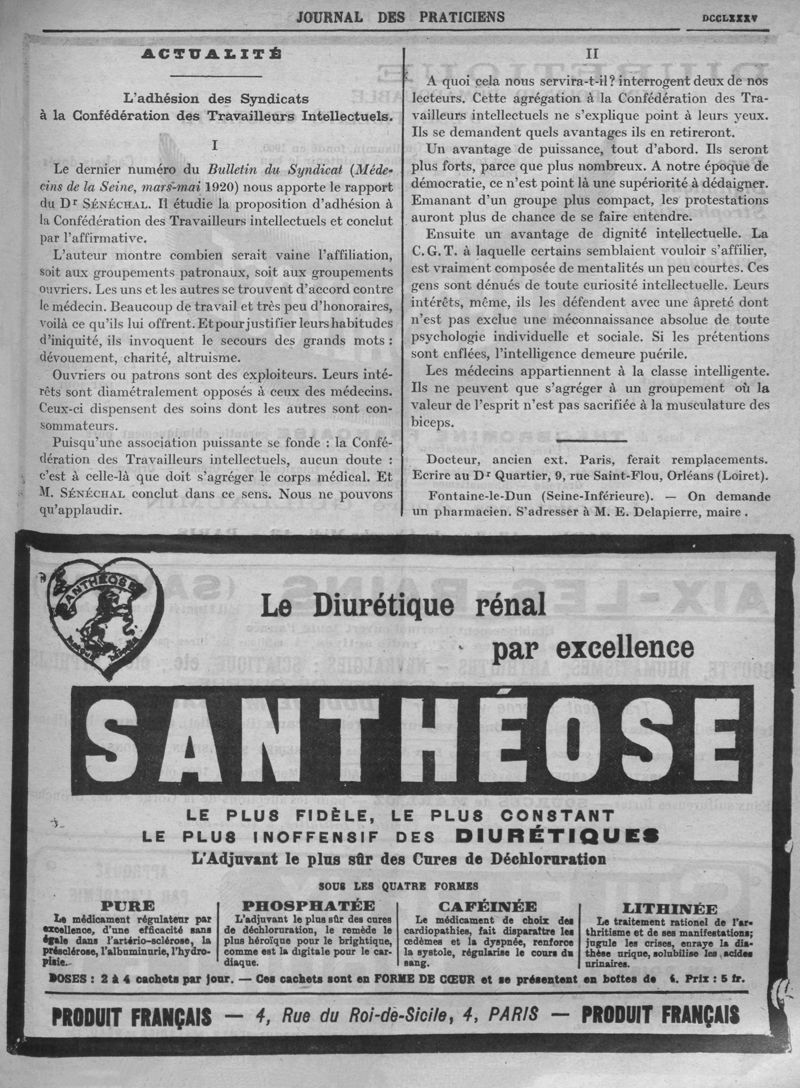 JOURNAL DES PRATICIENS
DCCLXXXV
ACTUALITÉ
L'adhésion des Syndicats
à la Confédération des Travailleurs Intellectuels.
I
Le dernier numéro du Bulletin du Syndicat (Méde-
cins de la Seine, mars-mai 1920) nous apporte le rapport
du Dr SÉNÉCHAL. Il étudie la proposition d'adhésion à
la Confédération des Travailleurs intellectuels et conclut
par l'affirmative.
L'auteur montre combien serait vaine l'affiliation,
soit aux groupements patronaux, soit aux groupements
ouvriers. Les uns et les autres se trouvent d'accord contre
le médecin. Beaucoup de travail et très peu d'honoraires,
voilà ce qu'ils lui offrent. Et pour justifier leurs habitudes
d'iniquité, ils invoquent le secours des grands mots :
dévouement, charité, altruisme.
Ouvriers ou patrons sont des exploiteurs. Leurs inté-
rêts sont diamétralement opposés à ceux des médecins.
Ceux-ci dispensent des soins dont les autres sont con-
sommateurs.
Puisqu'une association puissante se fonde : la Confé-
dération des Travailleurs intellectuels, aucun doute :
c'est à celle-là que doit s'agréger le corps médical. Et
M. SÉNÉCHAL conclut dans ce sens. Nous ne pouvons
qu'applaudir.
II
A quoi cela nous servira-t-il? interrogent deux de nos
lecteurs. Cette agrégation à la Confédération des Tra-
vailleurs intellectuels ne s'explique point à leurs yeux.
Ils se demandent quels avantages ils en retireront.
Un avantage de puissance, tout d'abord. Ils seront
plus forts, parce que plus nombreux. A notre époque de
démocratie, ce n'est point là une supériorité à dédaigner.
Emanant d'un groupe plus compact, les protestations
auront plus de chance de se faire entendre.
Ensuite un avantage de dignité intellectuelle. La
C. G. T. à laquelle certains semblaient vouloir s'affilier,
est vraiment composée de mentalités un peu courtes. Ces
gens sont dénués de toute curiosité intellectuelle. Leurs
intérêts, même, ils les défendent avec une âpreté dont
n'est pas exclue une méconnaissance absolue de toute
psychologie individuelle et sociale. Si les prétentions
sont enflées, l'intelligence demeure puérile.
Les médecins appartiennent à la classe intelligente.
Ils ne peuvent que s'agréger à un groupement où la
valeur de l'esprit n'est pas sacrifiée à la musculature des
biceps.
Docteur, ancien ext. Paris, ferait remplacements.
Ecrire au Dr Quartier, 9, rue Saint-Flou, Orléans (Loiret).
Fontaine-le-Dun (Seine-Inférieure). — On demande
un pharmacien. S'adresser à M. E. Delapierre, maire.
SANTHÉOSE
Le Diurétique rénal
par excellence
SANTHÉOSE
LE PLUS FIDÈLE, LE PLUS CONSTANT
LE PLUS INOFFENSIF DES DIURÉTIQUES
L'Adjuvant le plus sûr des Cures de Déchloruration
SOUS LES QUATRE FORMES
PURE
Le médicament régulateur par
excellence, d'une efficacité sans
égale dans l'artério-sclérose, la
présclérose, l'albuminurie, l'hydro-
pisie.
PHOSPHATÉE
L'adjuvant le plus sûr des cures
de déchloruration, le remède le
plus héroïque pour le brightique,
comme est la digitale pour le car-
diaque.
CAFÉINÉE
Le médicament de choix des
cardiopathies, fait disparaître les
œdèmes et la dyspnée, renforce
la systole, régularise le cours du
sang.
LITHINÉE
Le traitement rationel de l'ar-
thritisme et de ses manifestations;
jugule les crises, enraye la dia-
thèse urique, solubilise les acides
urinaires.
DOSES : 2 à 4 cachets par jour. — Ces cachets sont en FORME DE CŒUR et se présentent en boîtes de Prix : 5 fr.
PRODUIT FRANÇAIS — 4, Rue du Roi-de-Sicile, 4, PARIS — PRODUIT FRANÇAIS